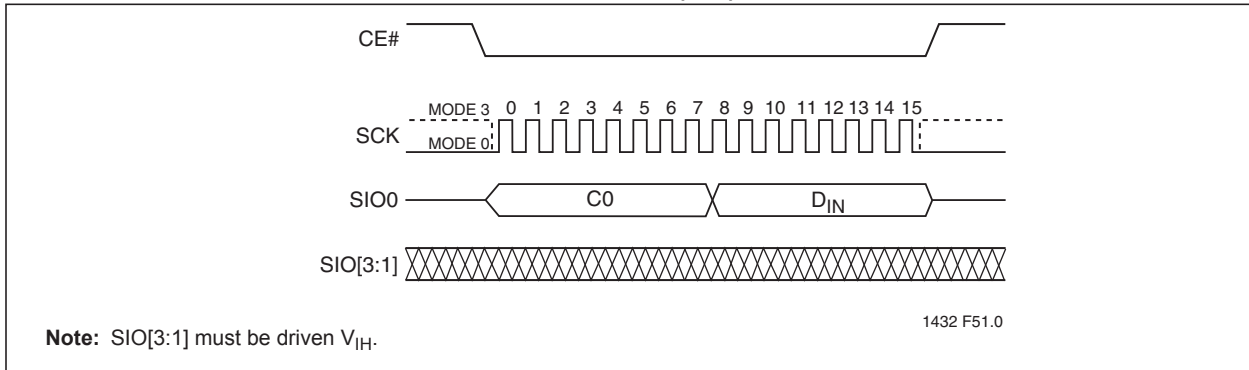 CE#
MODE 3 0 1 2 3 4 5 6 7 8 9 10 11 12 13 14 15
SCK
MODE 0
SIO0 C0 DIN
SIO[3:1]
1432 F51.0
Note: SIO[3:1] must be driven VIH.